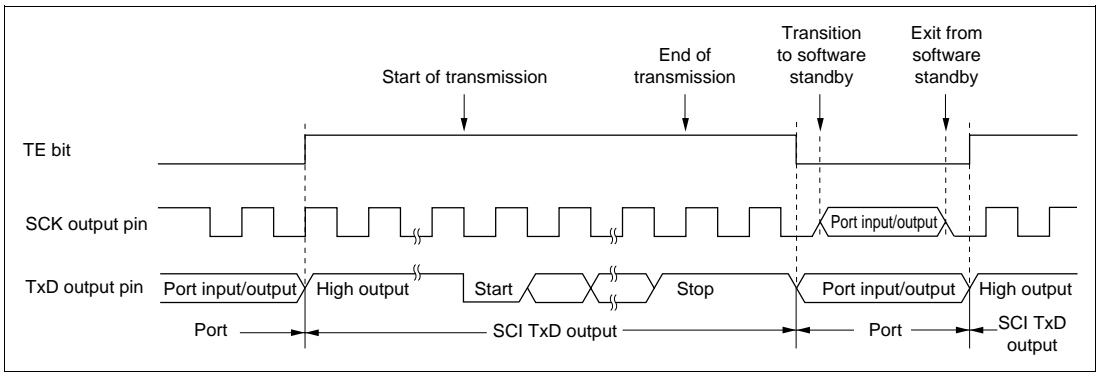 Transition
to software
standby
Exit from
software
standby
End of
transmission
Start of transmission
TE bit
SCK output pin
Port input/output
TxD output pin
Port input/output
High output
Start
Stop
Port input/output
High output
Port
SCI TxD output
Port
SCI TxD
output